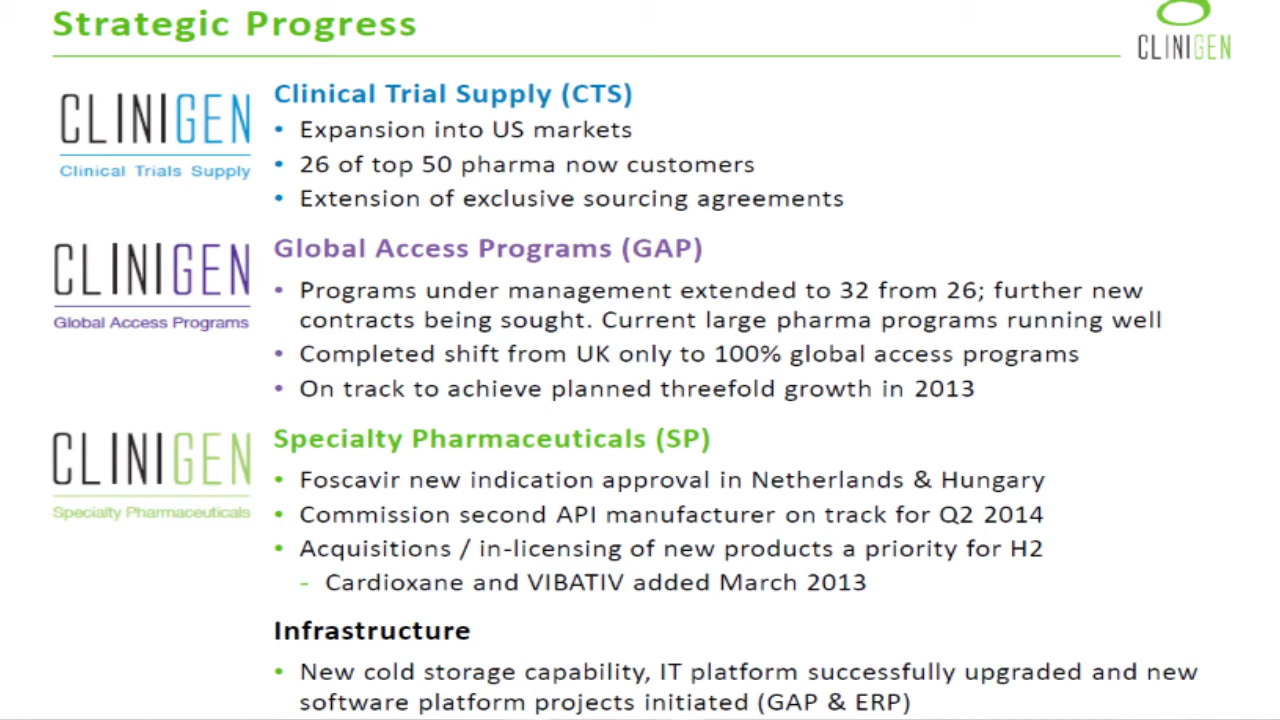 Strategic Progress
CLINIGEN
CLINIGEN
Clinical Trials Supply
Clinical Trial Supply (CTS)
• Expansion into US markets
• 26 of top 50 pharma now customers
• Extension of exclusive sourcing agreements
CLINIGEN
Global Access Programs
Global Access Programs (GAP)
• Programs under management extended to 32 from 26; further new
contracts being sought. Current large pharma programs running well
• Completed shift from UK only to 100% global access programs
• On track to achieve planned threefold growth in 2013
CLINIGEN
Specialty Pharmaceuticals
Specialty Pharmaceuticals (SP)
• Foscavir new indication approval in Netherlands & Hungary
• Commission second API manufacturer on track for Q2 2014
• Acquisitions / in-licensing of new products a priority for H2
- Cardioxane and VIBATIV added March 2013
Infrastructure
• New cold storage capability, IT platform successfully upgraded and new
software platform projects initiated (GAP & ERP)